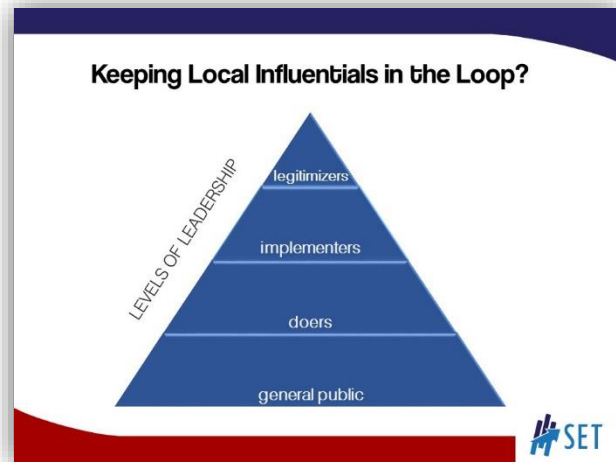 Keeping Local Influentials in the Loop?
LEVELS OF LEADERSHIP
legitimizers
implementers
doers
general public
SET